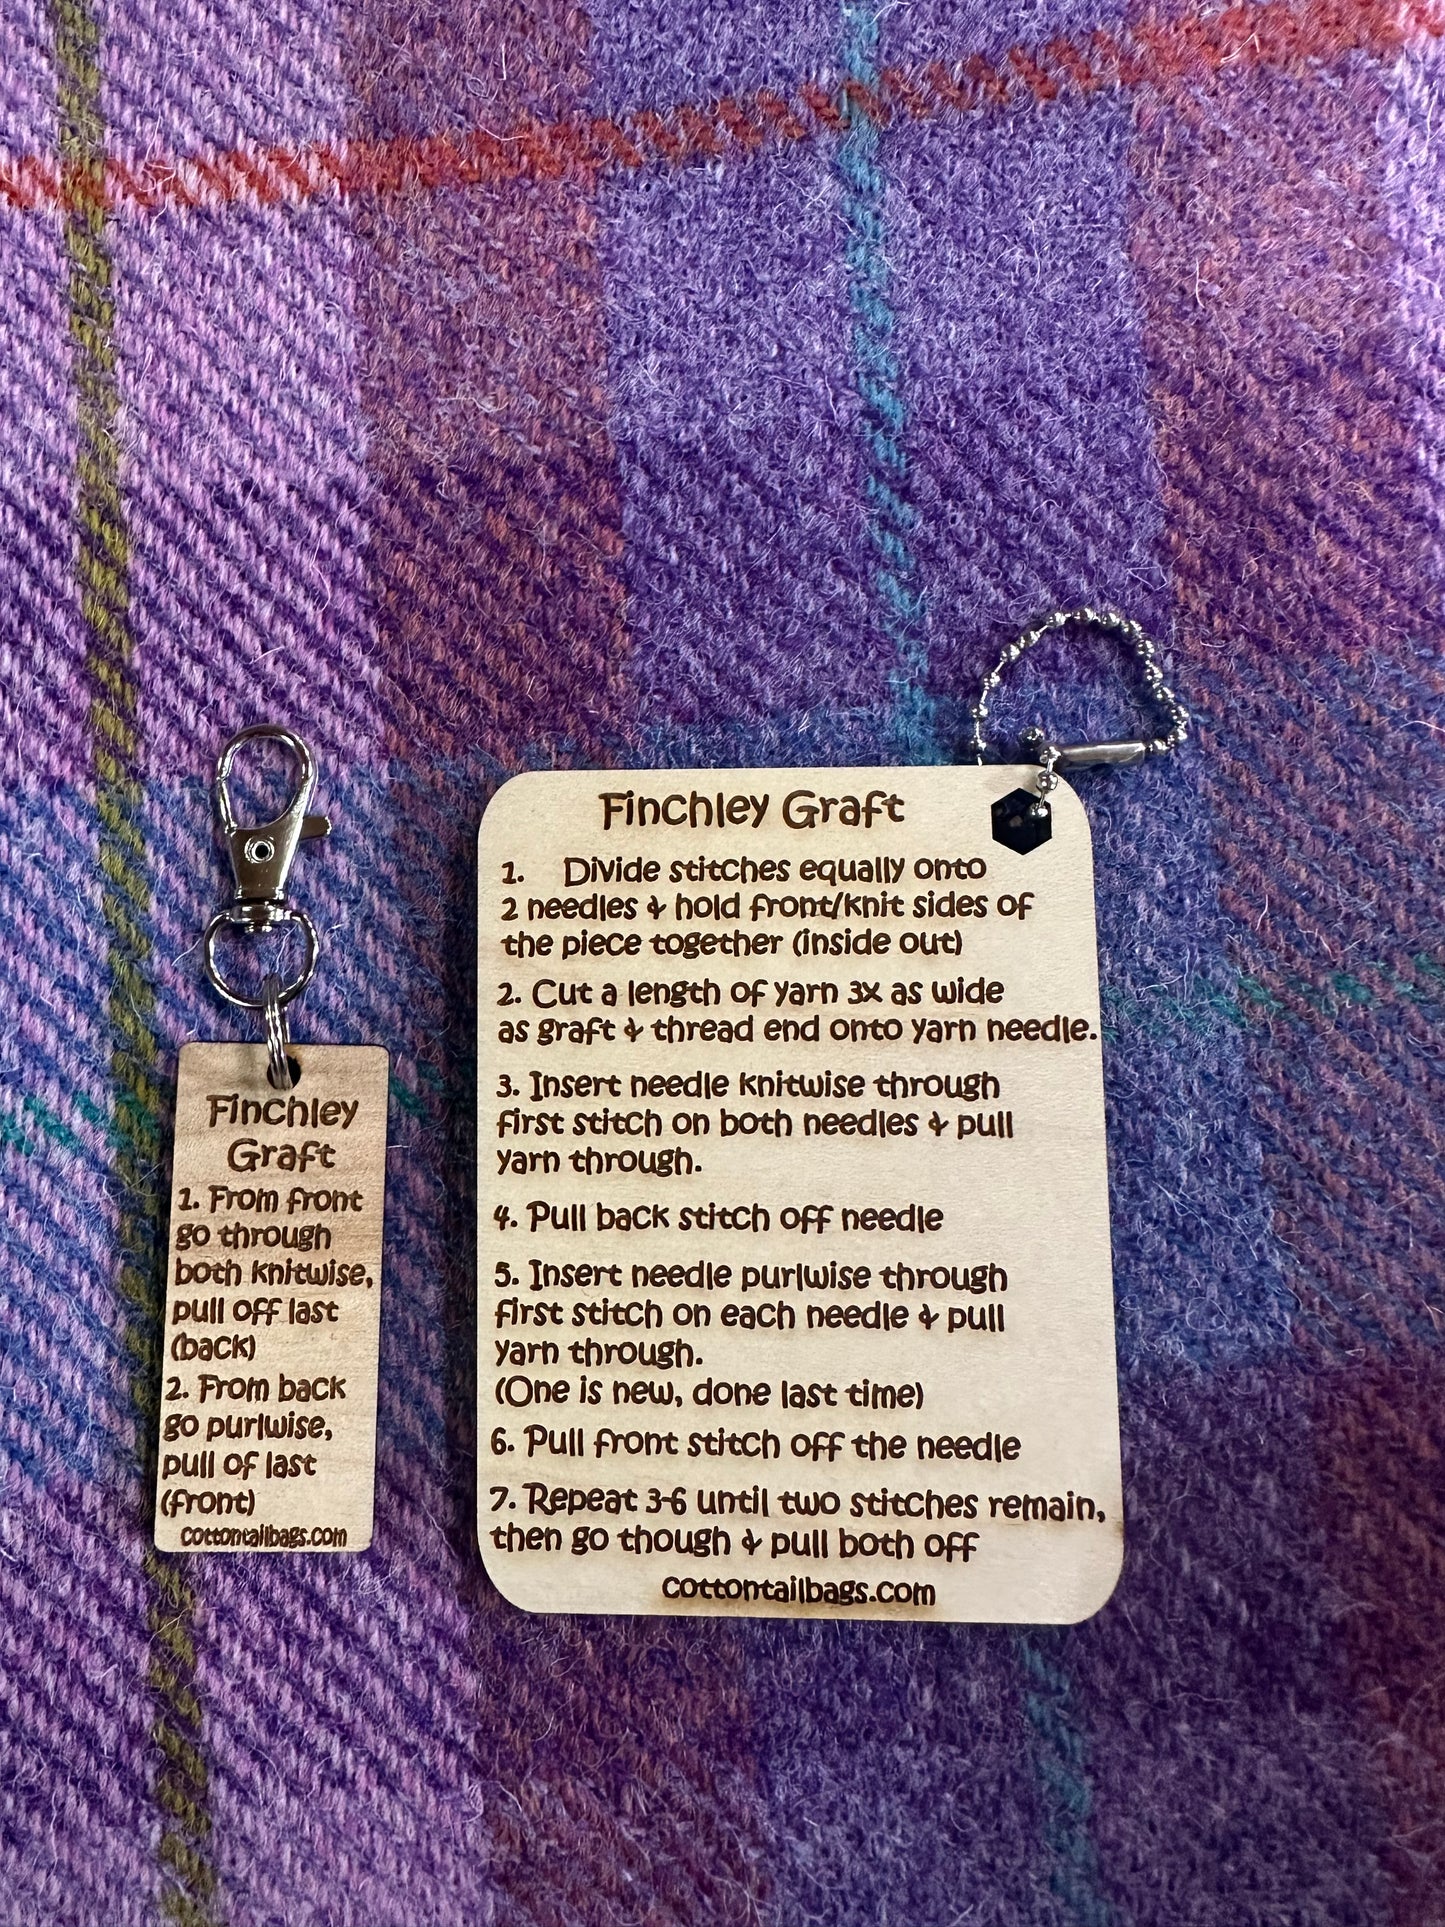 Finchley
Graft
1. From front
go through
both knitwise,
pull off last
(back)
2. From back
go purlwise,
pull of last
(front)
cottontailbags.com
Finchley Graft
1. Divide stitches equally onto
2 needles & hold front/knit sides of
the piece together (inside out)
2. Cut a length of yarn 3x as wide
as graft & thread end onto yarn needle.
3. Insert needle knitwise through
first stitch on both needles & pull
yarn through.
4. Pull back stitch off needle
5. Insert needle purlwise through
first stitch on each needle & pull
yarn through.
(One is new, done last time)
6. Pull front stitch off the needle
7. Repeat 3-6 until two stitches remain,
then go though & pull both off
cottontailbags.com